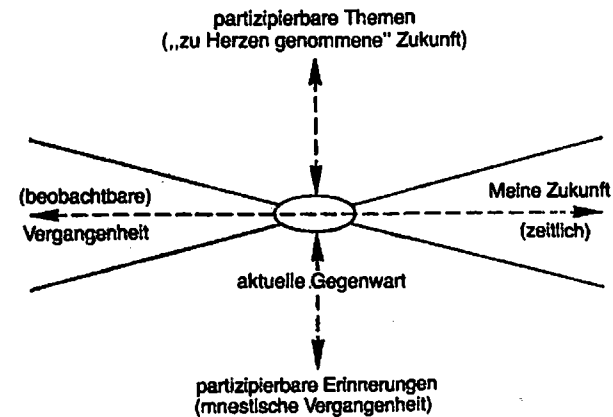 partizipierbare Themen
(„zu Herzen genommene" Zukunft)
(beobachtbare)
Meine Zukunft
Vergangenheit
(zeitlich)
aktuelle Gegenwart
partizipierbare Erinnerungen
(mnestische Vergangenheit)